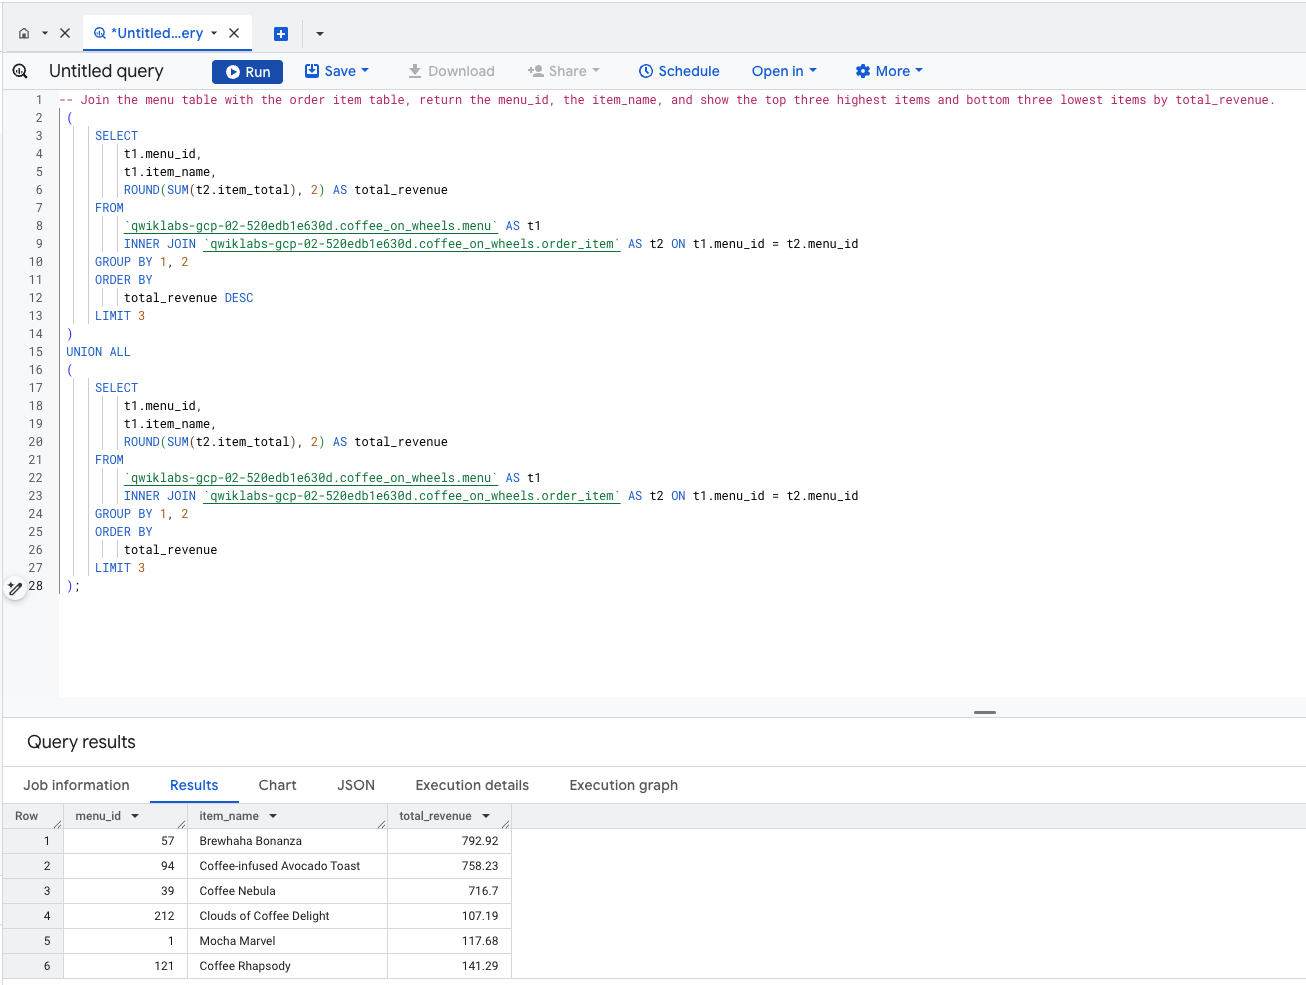 *Untitled...ery
Untitled query
Run
Save
Download
Share
Schedule
Open in
More
1 -- Join the menu table with the order item table, return the menu_id, the item_name, and show the top three highest items and bottom three lowest items by total_revenue.
2 (
3 SELECT
4 t1.menu_id,
5 t1.item_name,
6 ROUND(SUM(t2.item_total), 2) AS total_revenue
7 FROM
8 `qwiklabs-gcp-02-520edb1e630d.coffee_on_wheels.menu` AS t1
9 INNER JOIN `qwiklabs-gcp-02-520edb1e630d.coffee_on_wheels.order_item` AS t2 ON t1.menu_id = t2.menu_id
10 GROUP BY 1, 2
11 ORDER BY
12 total_revenue DESC
13 LIMIT 3
14 )
15 UNION ALL
16 (
17 SELECT
18 t1.menu_id,
19 t1.item_name,
20 ROUND(SUM(t2.item_total), 2) AS total_revenue
21 FROM
22 `qwiklabs-gcp-02-520edb1e630d.coffee_on_wheels.menu` AS t1
23 INNER JOIN `qwiklabs-gcp-02-520edb1e630d.coffee_on_wheels.order_item` AS t2 ON t1.menu_id = t2.menu_id
24 GROUP BY 1, 2
25 ORDER BY
26 total_revenue
27 LIMIT 3
28 );
Query results
Job information Results Chart JSON Execution details Execution graph
Row menu_id item_name total_revenue
1 57 Brewhaha Bonanza 792.92
2 94 Coffee-infused Avocado Toast 758.23
3 39 Coffee Nebula 716.7
4 212 Clouds of Coffee Delight 107.19
5 1 Mocha Marvel 117.68
6 121 Coffee Rhapsody 141.29